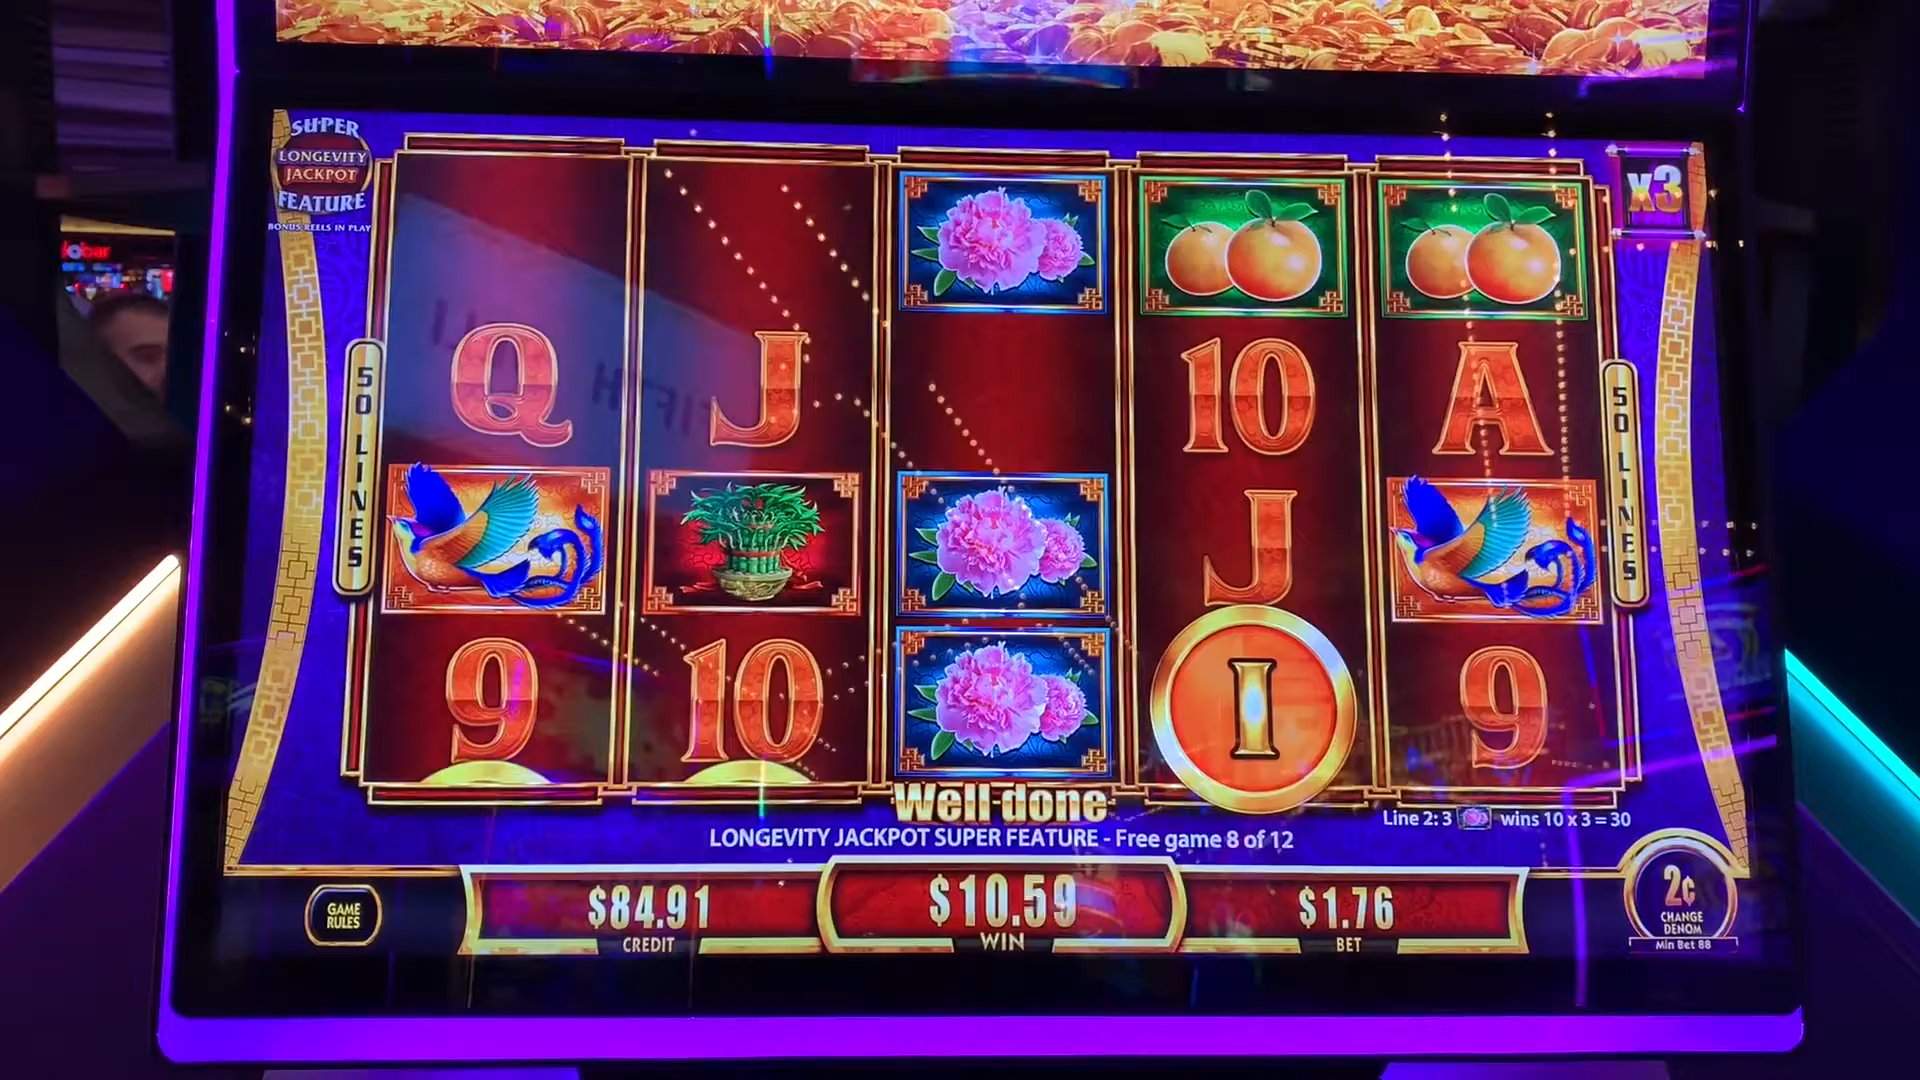 SUPER
LONGEVITY
JACKPOT
FEATURE
BONUS REELS IN PLAY
x3
50 LINES
50 LINES
Q
J
10
A
J
9
10
I
9
Well done
Line 2: 3 wins 10 x 3 = 30
LONGEVITY JACKPOT SUPER FEATURE - Free game 8 of 12
GAME
RULES
$84.91
CREDIT
$10.59
WIN
$1.76
BET
2¢
CHANGE
DENOM
Min Bet 88